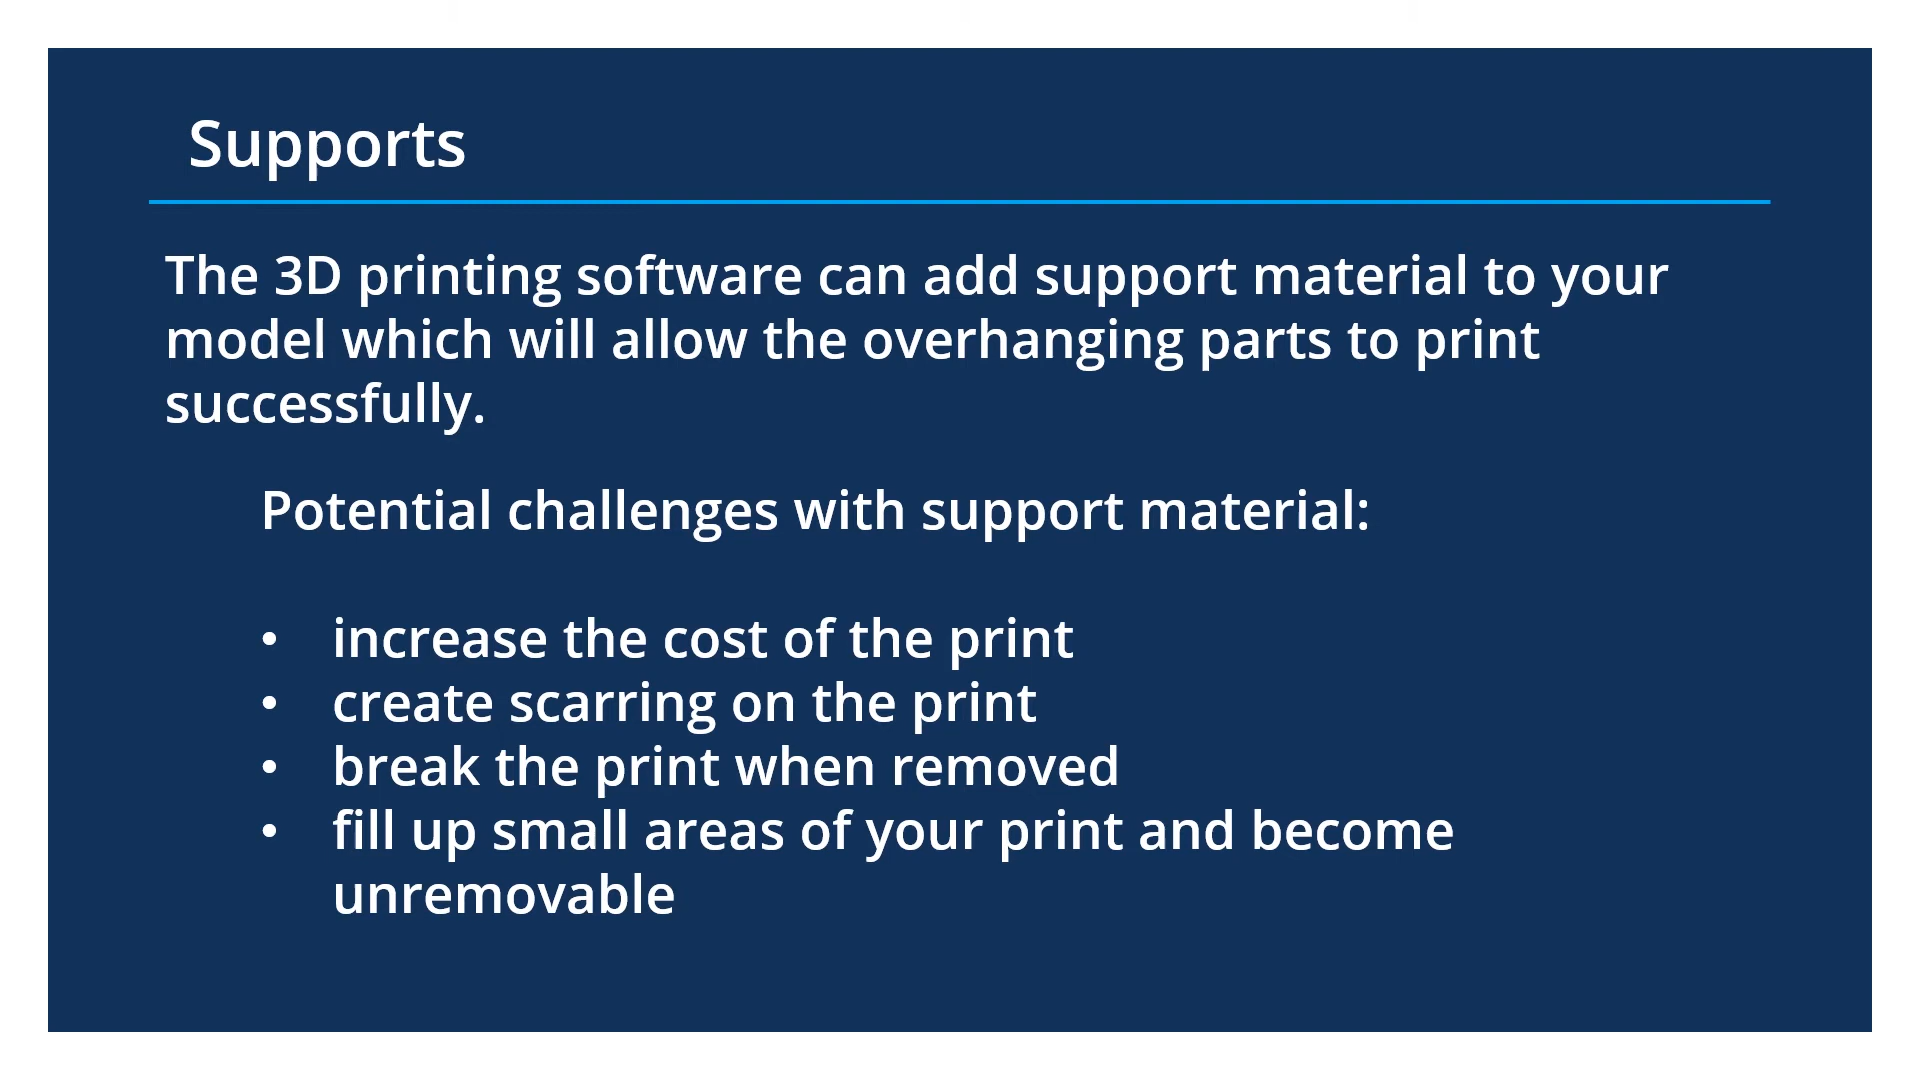 Supports
The 3D printing software can add support material to your
model which will allow the overhanging parts to print
successfully.
Potential challenges with support material:
• increase the cost of the print
• create scarring on the print
• break the print when removed
• fill up small areas of your print and become
unremovable